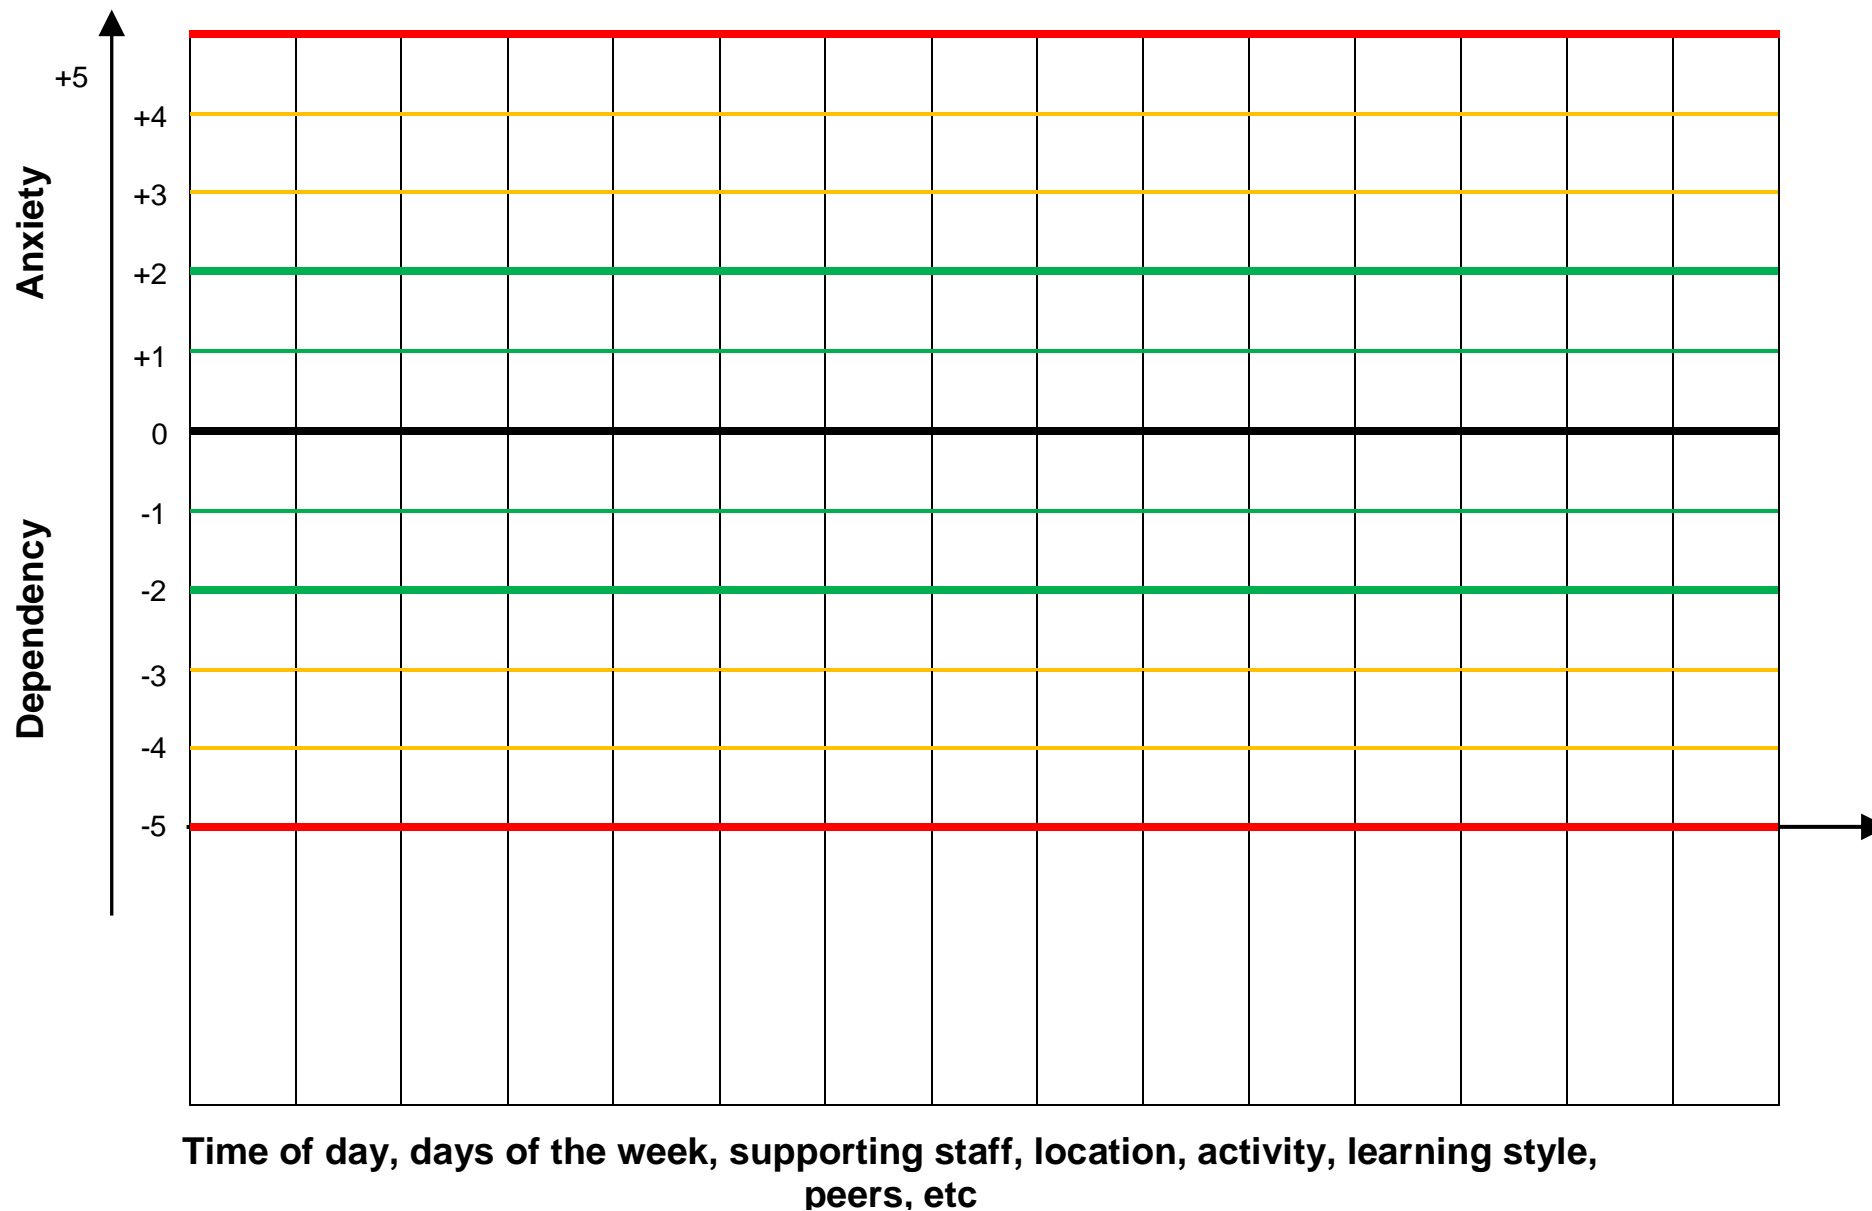 +5
+4
+3
+2
+1
0
-1
-2
-3
-4
-5
Anxiety
Dependency
Time of day, days of the week, supporting staff, location, activity, learning style,
peers, etc